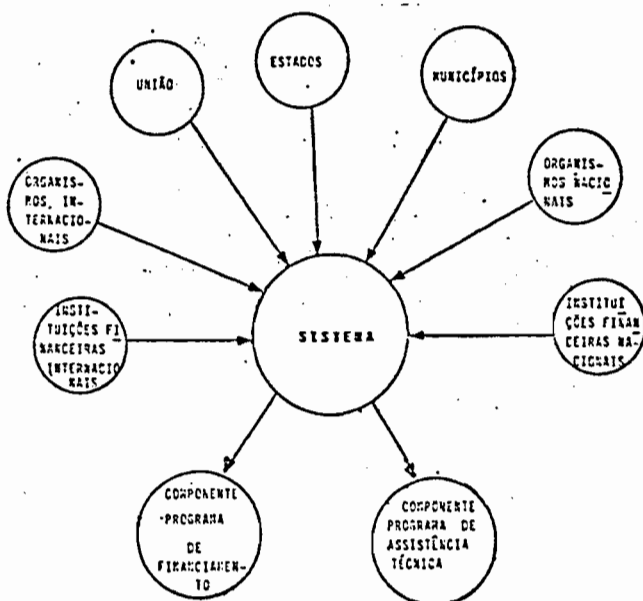 ESTADOS
UNIÃO
MUNICÍPIOS
ORGANIS-
MOS, IN-
TERNACIO-
NAIS
ORGANIS-
MOS NACIO
NAIS
INSTI-
TUIÇÕES FI
NANCEIRAS
INTERNACIO
NAIS
SISTEMA
INSTITUI
ÇÕES FINAN
CEIRAS NA-
CIONAIS
COMPONENTE
PROGRAMA
DE
FINANCIAMEN-
TO
COMPONENTE
PROGRAMA DE
ASSISTÊNCIA
TÉCNICA